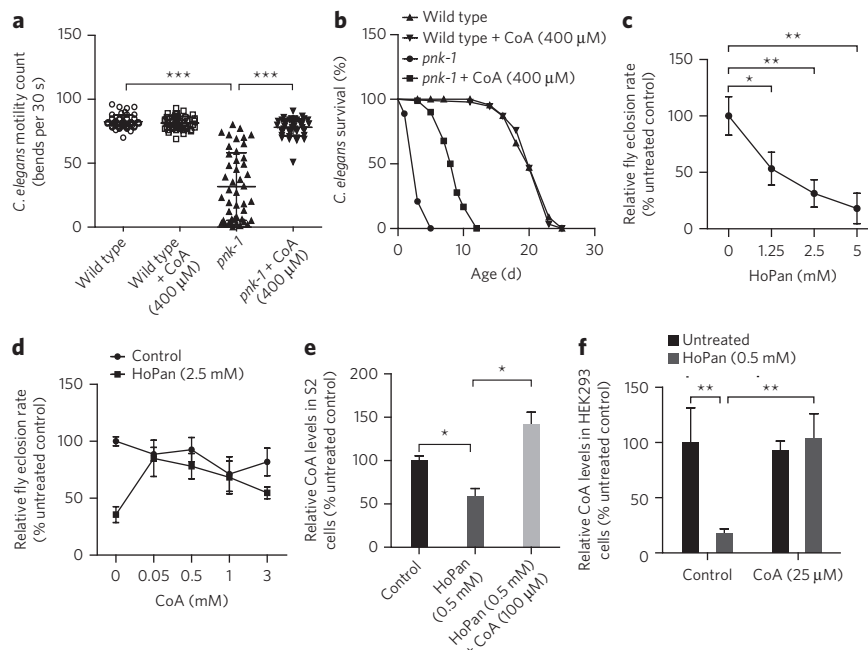 a
C. elegans motility count
(bends per 30 s)
150
100
50
0
***
***
Wild type
Wild type
+ CoA
(400 µM)
pnk-1
pnk-1 + CoA
(400 µM)
b
Wild type
Wild type + CoA (400 µM)
pnk-1
pnk-1 + CoA (400 µM)
C. elegans survival (%)
150
100
50
0
0
10
20
30
Age (d)
c
Relative fly eclosion rate
(% untreated control)
150
100
50
0
**
**
*
0
1.25
2.5
5
HoPan
(mM)
d
Control
HoPan (2.5 mM)
Relative fly eclosion rate
(% untreated control)
150
100
50
0
0
0.05
0.5
1
3
CoA (mM)
e
Relative CoA levels in S2
cells (% untreated control)
200
150
100
50
0
*
*
Control
HoPan
(0.5 mM)
HoPan (0.5 mM)
+ CoA (100 µM)
f
Untreated
HoPan (0.5 mM)
Relative CoA levels in HEK293
cells (% untreated control)
150
100
50
0
**
**
Control
CoA (25 µM)